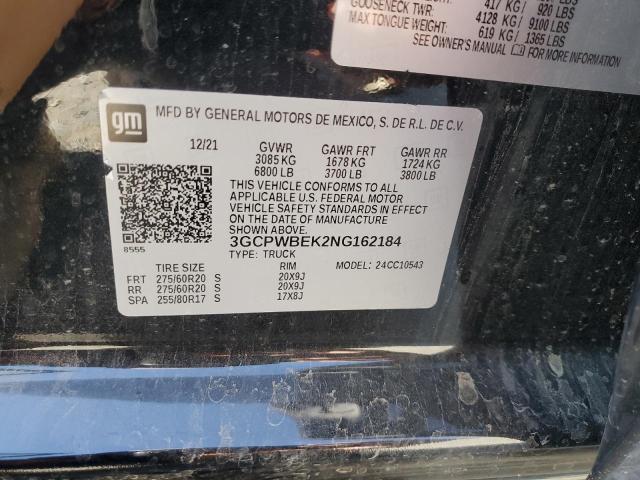 417 KG/ 920 LBS
GOOSENECK TWR: 4128 KG/ 9100 LBS
MAX TONGUE WEIGHT: 619 KG/ 1365 LBS
SEE OWNER'S MANUAL FOR MORE INFORMATION
gm
MFD BY GENERAL MOTORS DE MEXICO, S. DE R.L. DE C.V.
12/21 GVWR GAWR FRT GAWR RR
3085 KG 1678 KG 1724 KG
6800 LB 3700 LB 3800 LB
THIS VEHICLE CONFORMS TO ALL
APPLICABLE U.S. FEDERAL MOTOR
VEHICLE SAFETY STANDARDS IN EFFECT
ON THE DATE OF MANUFACTURE
SHOWN ABOVE.
3GCPWBEK2NG162184
8555
TYPE: TRUCK MODEL: 24CC10543
TIRE SIZE RIM
FRT 275/60R20 S 20X9J
RR 275/60R20 S 20X9J
SPA 255/80R17 S 17X8J